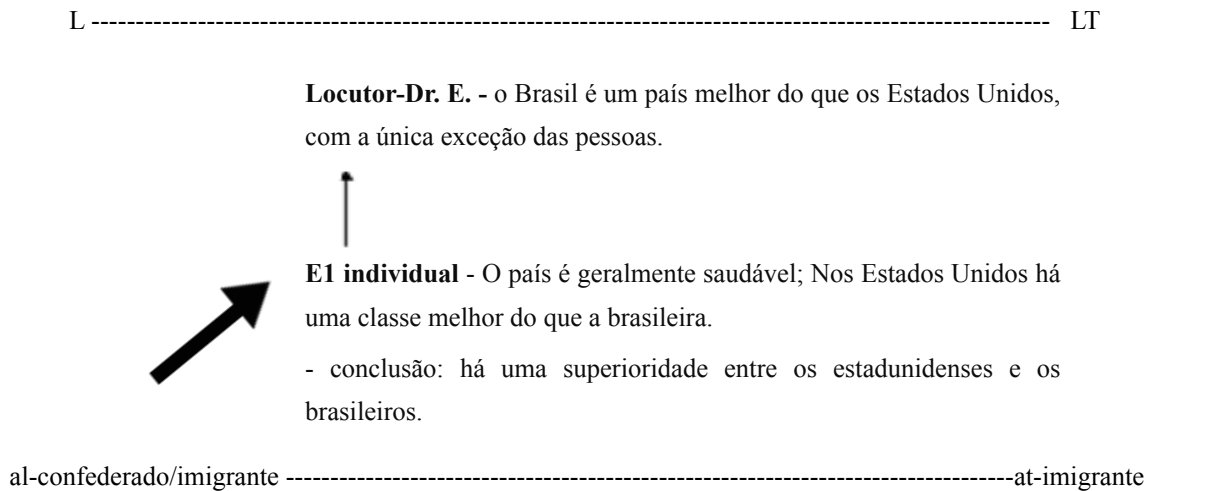 L ------------------------------------------------------------------------------------------------ LT
Locutor-Dr. E. - o Brasil é um país melhor do que os Estados Unidos,
com a única exceção das pessoas.
E1 individual - O país é geralmente saudável; Nos Estados Unidos há
uma classe melhor do que a brasileira.
- conclusão: há uma superioridade entre os estadunidenses e os
brasileiros.
al-confederado/imigrante -------------------------------------------------------------------------at-imigrante